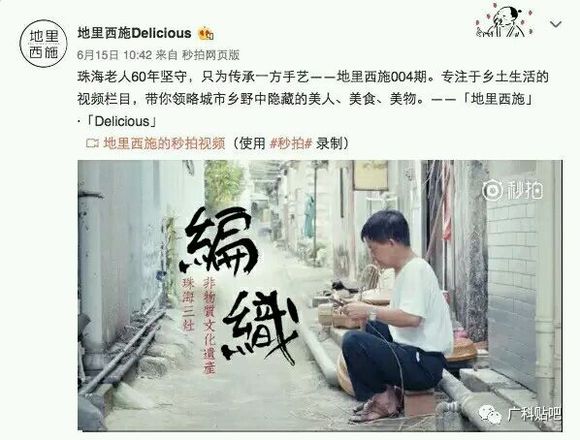 地里西施
地里西施Delicious
6月15日 10:42 来自 秒拍网页版
珠海老人60年坚守，只为传承一方手艺——地里西施004期。专注于乡土生活的
视频栏目，带你领略城市乡野中隐藏的美人、美食、美物。——「地里西施」
·「Delicious」
地里西施的秒拍视频（使用 #秒拍# 录制）
秒拍
編織
非物質文化遺產
珠海三灶
广科贴吧